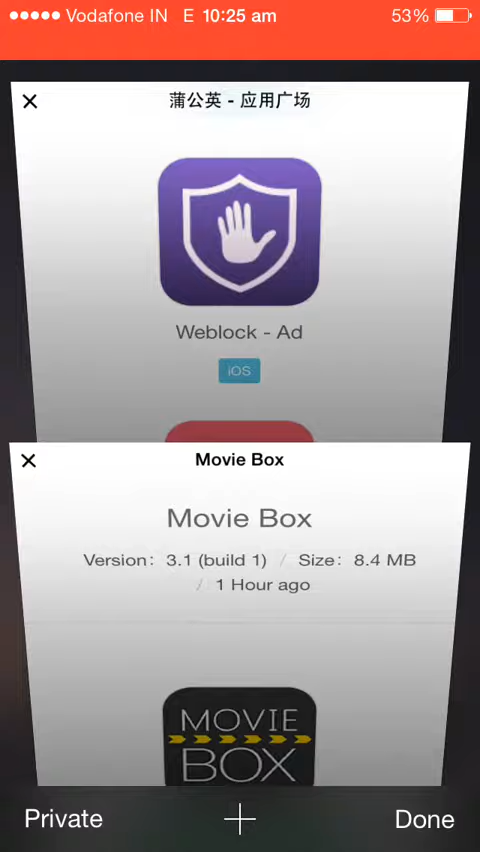 Vodafone IN E 10:25 am 53%
蒲公英 - 应用广场
Weblock - Ad
iOS
Movie Box
Movie Box
Version： 3.1 (build 1) / Size： 8.4 MB
/ 1 Hour ago
MOVIE
BOX
Private Done